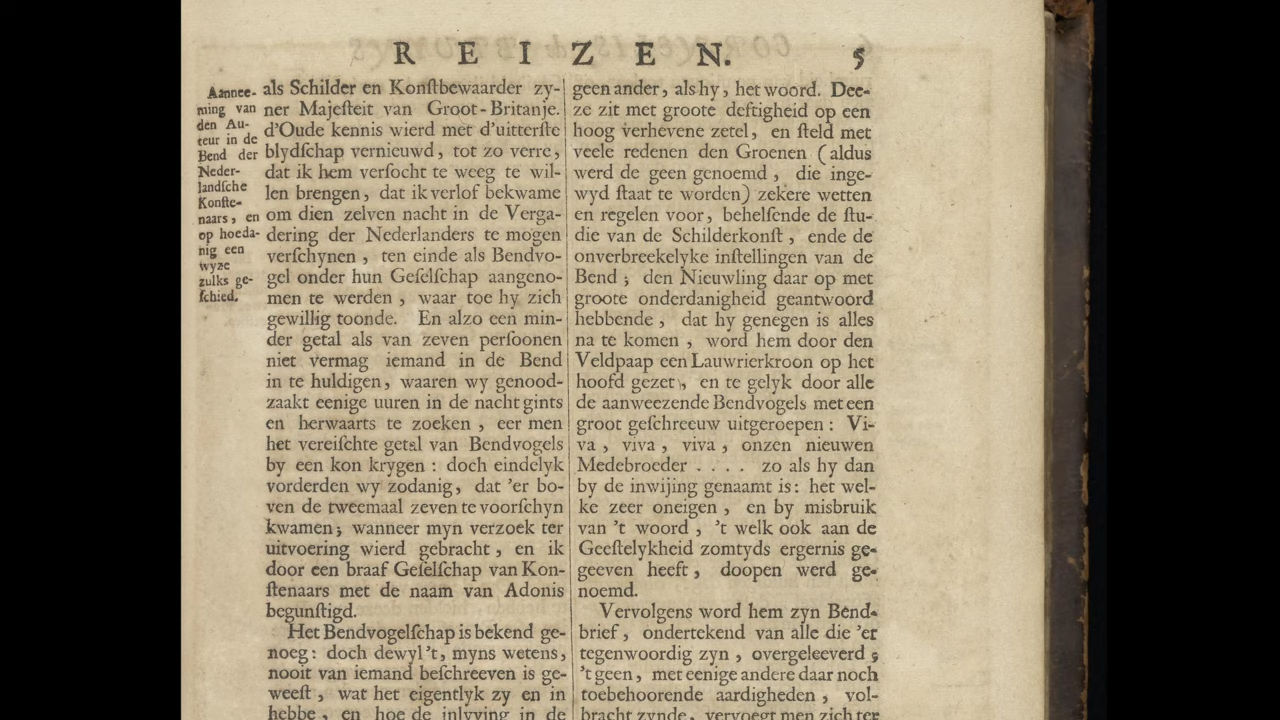 REIZEN. 5
Aannee-
ming van
den Au-
teur in de
Bend der
Neder-
landſche
Konſte-
naars, en
op hoeda-
nig een
wyze
zulks ge-
ſchied.
als Schilder en Konſtbewaarder zy-
ner Majeſteit van Groot-Britanje.
d'Oude kennis wierd met d'uitterſte
blydſchap vernieuwd, tot zo verre,
dat ik hem verſocht te weeg te wil-
len brengen, dat ik verlof bekwame
om dien zelven nacht in de Verga-
dering der Nederlanders te mogen
verſchynen, ten einde als Bendvo-
gel onder hun Geſelſchap aangeno-
men te werden, waar toe hy zich
gewillig toonde. En alzo een min-
der getal als van zeven perſoonen
niet vermag iemand in de Bend
in te huldigen, waaren wy genood-
zaakt eenige uuren in de nacht gints
en herwaarts te zoeken, eer men
het vereiſchte getal van Bendvogels
by een kon krygen: doch eindelyk
vorderden wy zodanig, dat 'er bo-
ven de tweemaal zeven te voorſchyn
kwamen; wanneer myn verzoek ter
uitvoering wierd gebracht, en ik
door een braaf Geſelſchap van Kon-
ſtenaars met de naam van Adonis
begunſtigd.
Het Bendvogelſchap is bekend ge-
noeg: doch dewyl 't, myns wetens,
nooit van iemand beſchreeven is ge-
weeſt, wat het eigentlyk zy en in
hebbe, en hoe de inlyving in de
geen ander, als hy, het woord. Dee-
ze zit met groote deftigheid op een
hoog verhevene zetel, en ſteld met
veele redenen den Groenen (aldus
werd de geen genoemd, die inge-
wyd ſtaat te worden) zekere wetten
en regelen voor, behelſende de ſtu-
die van de Schilderkonſt, ende de
onverbreekelyke inſtellingen van de
Bend; den Nieuwling daar op met
groote onderdanigheid geantwoord
hebbende, dat hy genegen is alles
na te komen, word hem door den
Veldpaap een Lauwrierkroon op het
hoofd gezet, en te gelyk door alle
de aanweezende Bendvogels met een
groot geſchreeuw uitgeroepen: Vi-
va, viva, viva, onzen nieuwen
Medebroeder . . . . zo als hy dan
by de inwijing genaamt is: het wel-
ke zeer oneigen, en by misbruik
van 't woord, 't welk ook aan de
Geeſtelykheid zomtyds ergernis ge-
geeven heeft, doopen werd ge-
noemd.
Vervolgens word hem zyn Bend-
brief, ondertekend van alle die 'er
tegenwoordig zyn, overgeleeverd;
't geen, met eenige andere daar noch
toebehoorende aardigheden, vol-
bracht zynde, vervoegt men zich ter